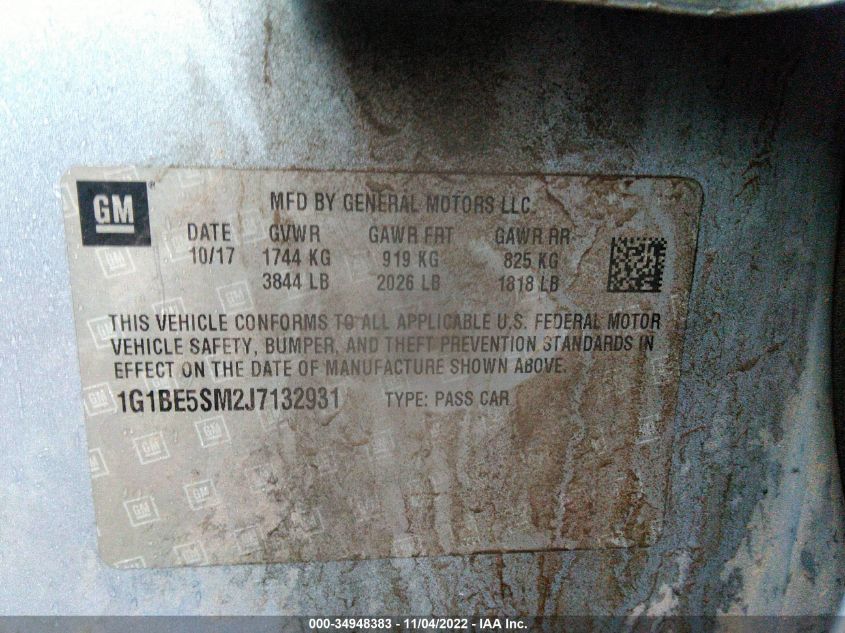 GM
MFD BY GENERAL MOTORS LLC
DATE GVWR GAWR FRT GAWR RR
10/17 1744 KG 919 KG 825 KG
3844 LB 2026 LB 1818 LB
THIS VEHICLE CONFORMS TO ALL APPLICABLE U.S. FEDERAL MOTOR
VEHICLE SAFETY, BUMPER, AND THEFT PREVENTION STANDARDS IN
EFFECT ON THE DATE OF MANUFACTURE SHOWN ABOVE.
1G1BE5SM2J7132931 TYPE: PASS CAR
000-34948383 - 11/04/2022 - IAA Inc.